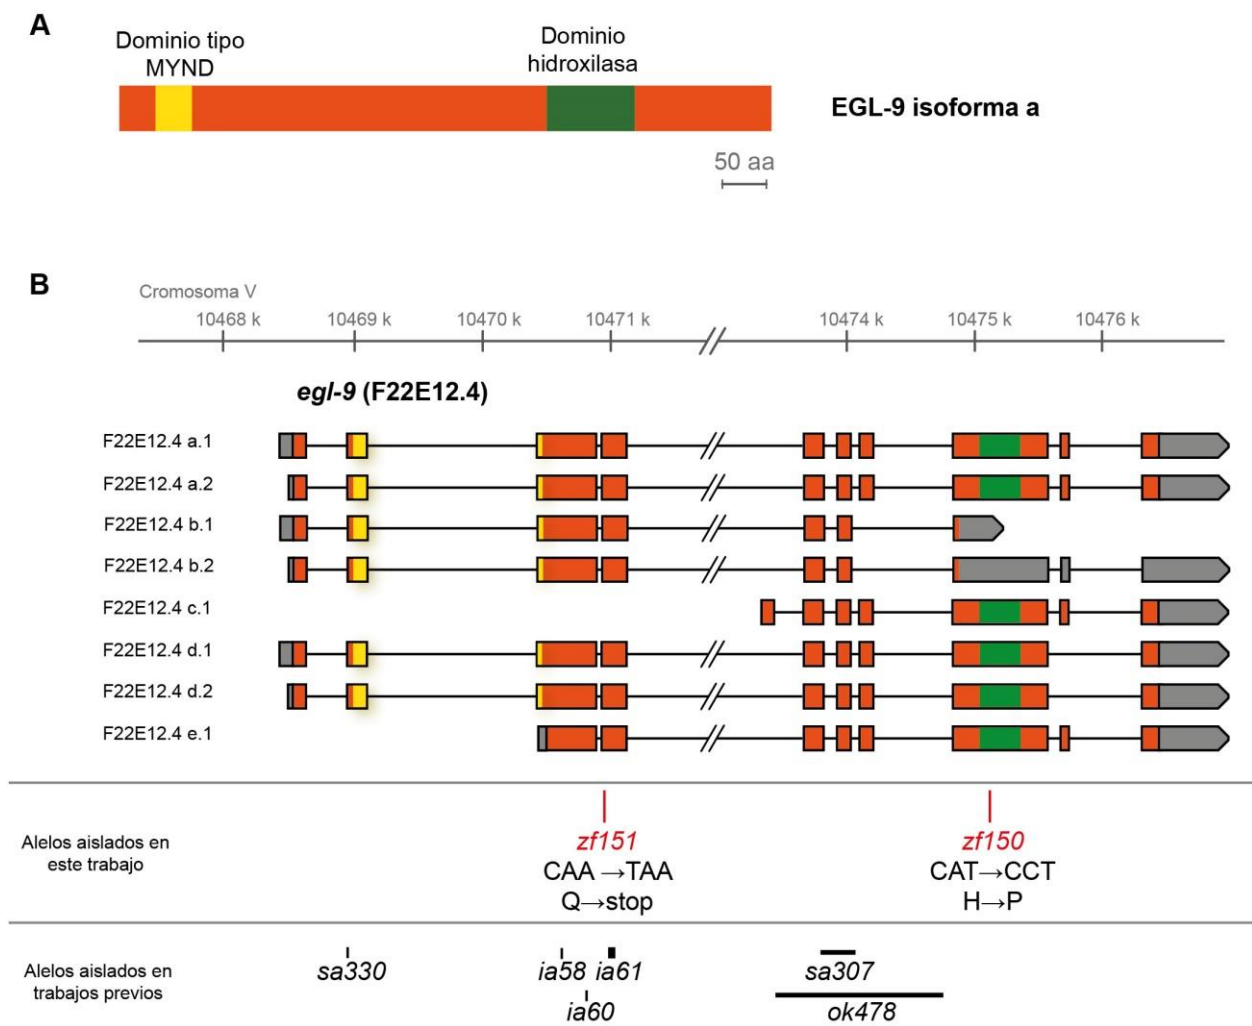 A
Dominio tipo
MYND
Dominio
hidroxilasa
EGL-9 isoforma a
50 aa
B
Cromosoma V
10468 k 10469 k 10470 k 10471 k 10474 k 10475 k 10476 k
egl-9 (F22E12.4)
F22E12.4 a.1
F22E12.4 a.2
F22E12.4 b.1
F22E12.4 b.2
F22E12.4 c.1
F22E12.4 d.1
F22E12.4 d.2
F22E12.4 e.1
Alelos aislados en
este trabajo
zf151
CAA→TAA
Q→stop
zf150
CAT→CCT
H→P
Alelos aislados en
trabajos previos
sa330 ia58 ia61 sa307
ia60 ok478